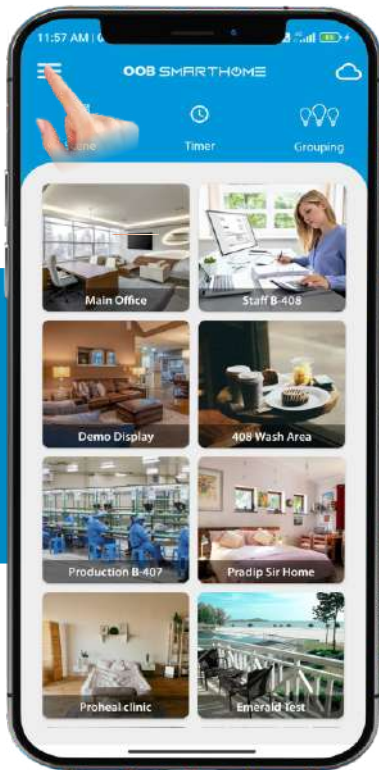 11:57 AM
OOB SMARTHOME
Timer
Grouping
Main Office
Staff B-408
Demo Display
408 Wash Area
Production B-407
Pradip Sir Home
Proheal clinic
Emerald Test